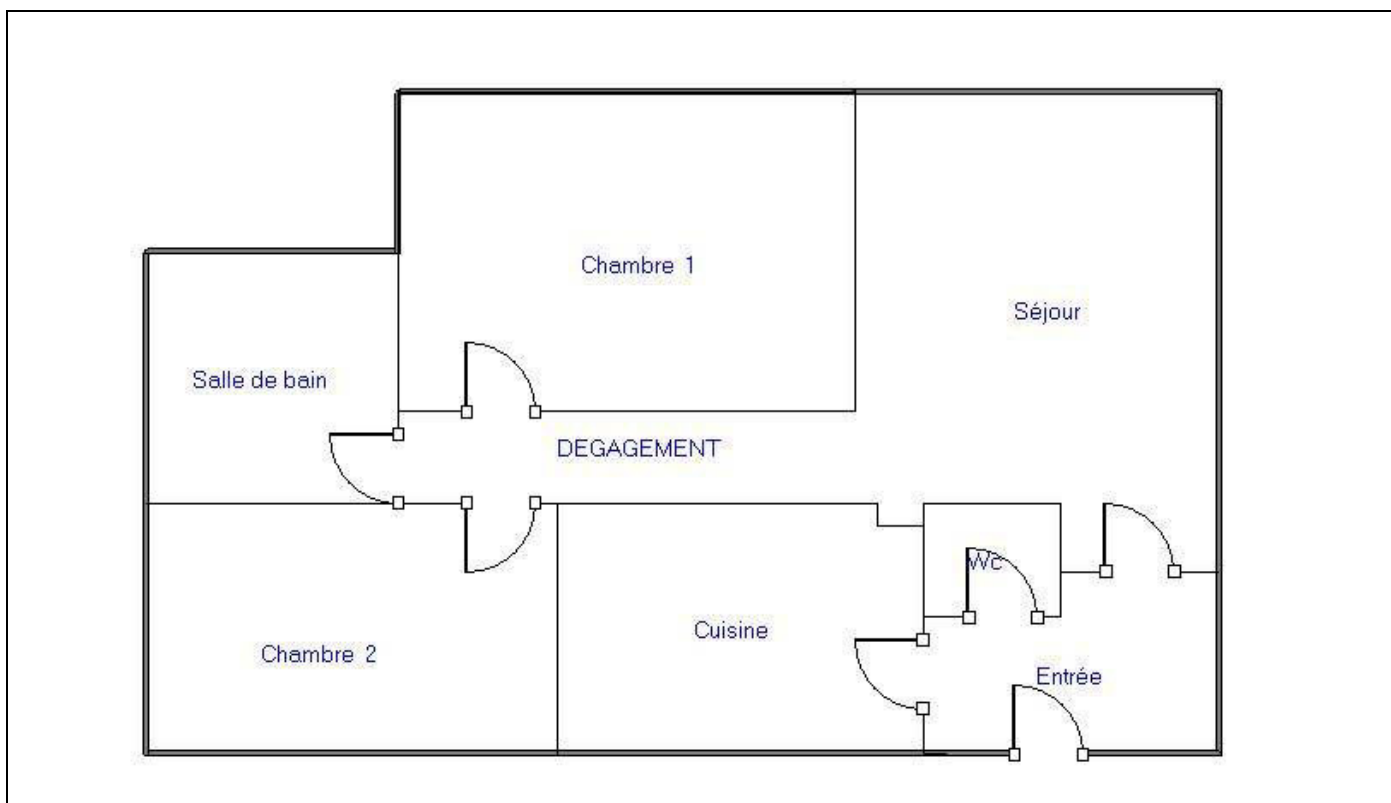 Chambre 1
Séjour
Salle de bain
DEGAGEMENT
Wc
Cuisine
Chambre 2
Entrée